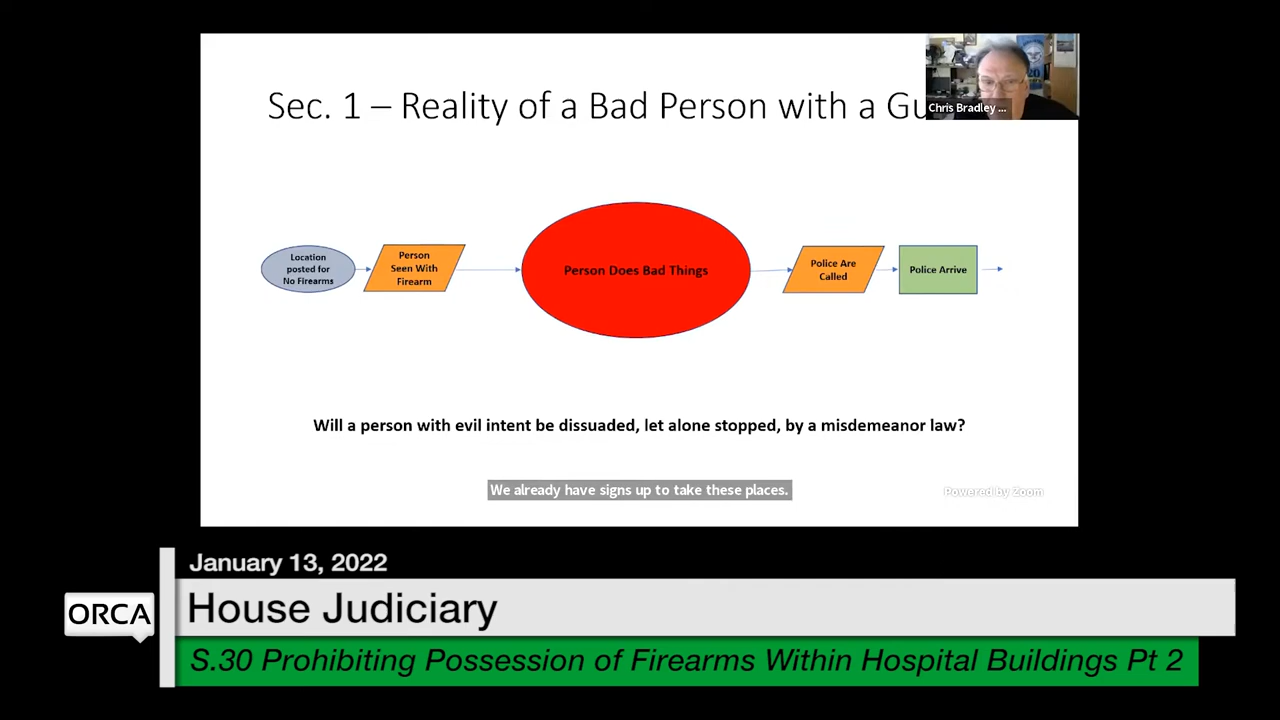 Sec. 1 – Reality of a Bad Person with a Gu
Chris Bradley ...
Location
posted for
No Firearms
Person
Seen With
Firearm
Person Does Bad Things
Police Are
Called
Police Arrive
Will a person with evil intent be dissuaded, let alone stopped, by a misdemeanor law?
We already have signs up to take these places.
Powered by Zoom
January 13, 2022
ORCA
House Judiciary
S.30 Prohibiting Possession of Firearms Within Hospital Buildings Pt 2